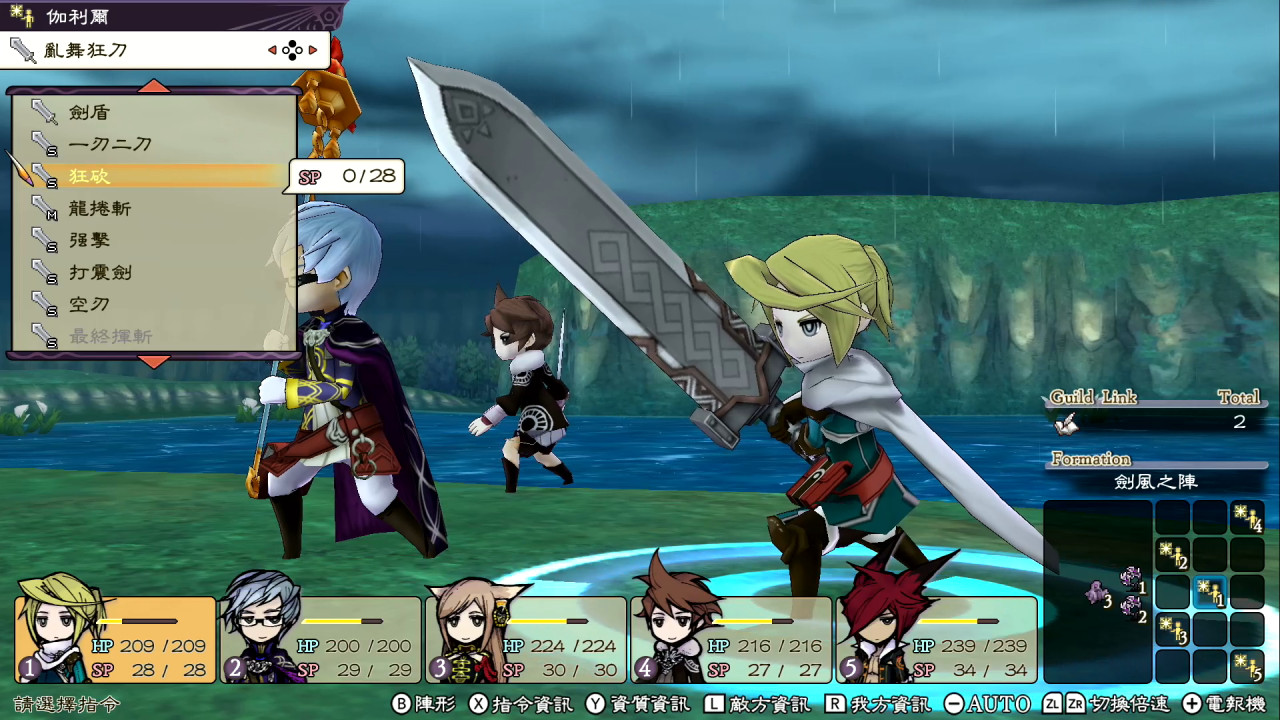 伽利爾
亂舞狂刀
劍盾
S 一刃二刀
S 狂砍
SP 0/28
M 龍捲斬
S 强擊
S 打震劍
S 空刃
S 最終揮斬
Guild Link Total
2
Formation
劍風之陣
4
2
1
3 1
2
3
5
1 HP 209/209
SP 28/ 28
2 HP 200/200
SP 29/ 29
3 HP 224/224
SP 30/ 30
4 HP 216/216
SP 27/ 27
5 HP 239/239
SP 34/ 34
請選擇指令
B 陣形 X 指令資訊 Y 資質資訊 L 敵方資訊 R 我方資訊 − AUTO ZL ZR 切換倍速 + 電報機